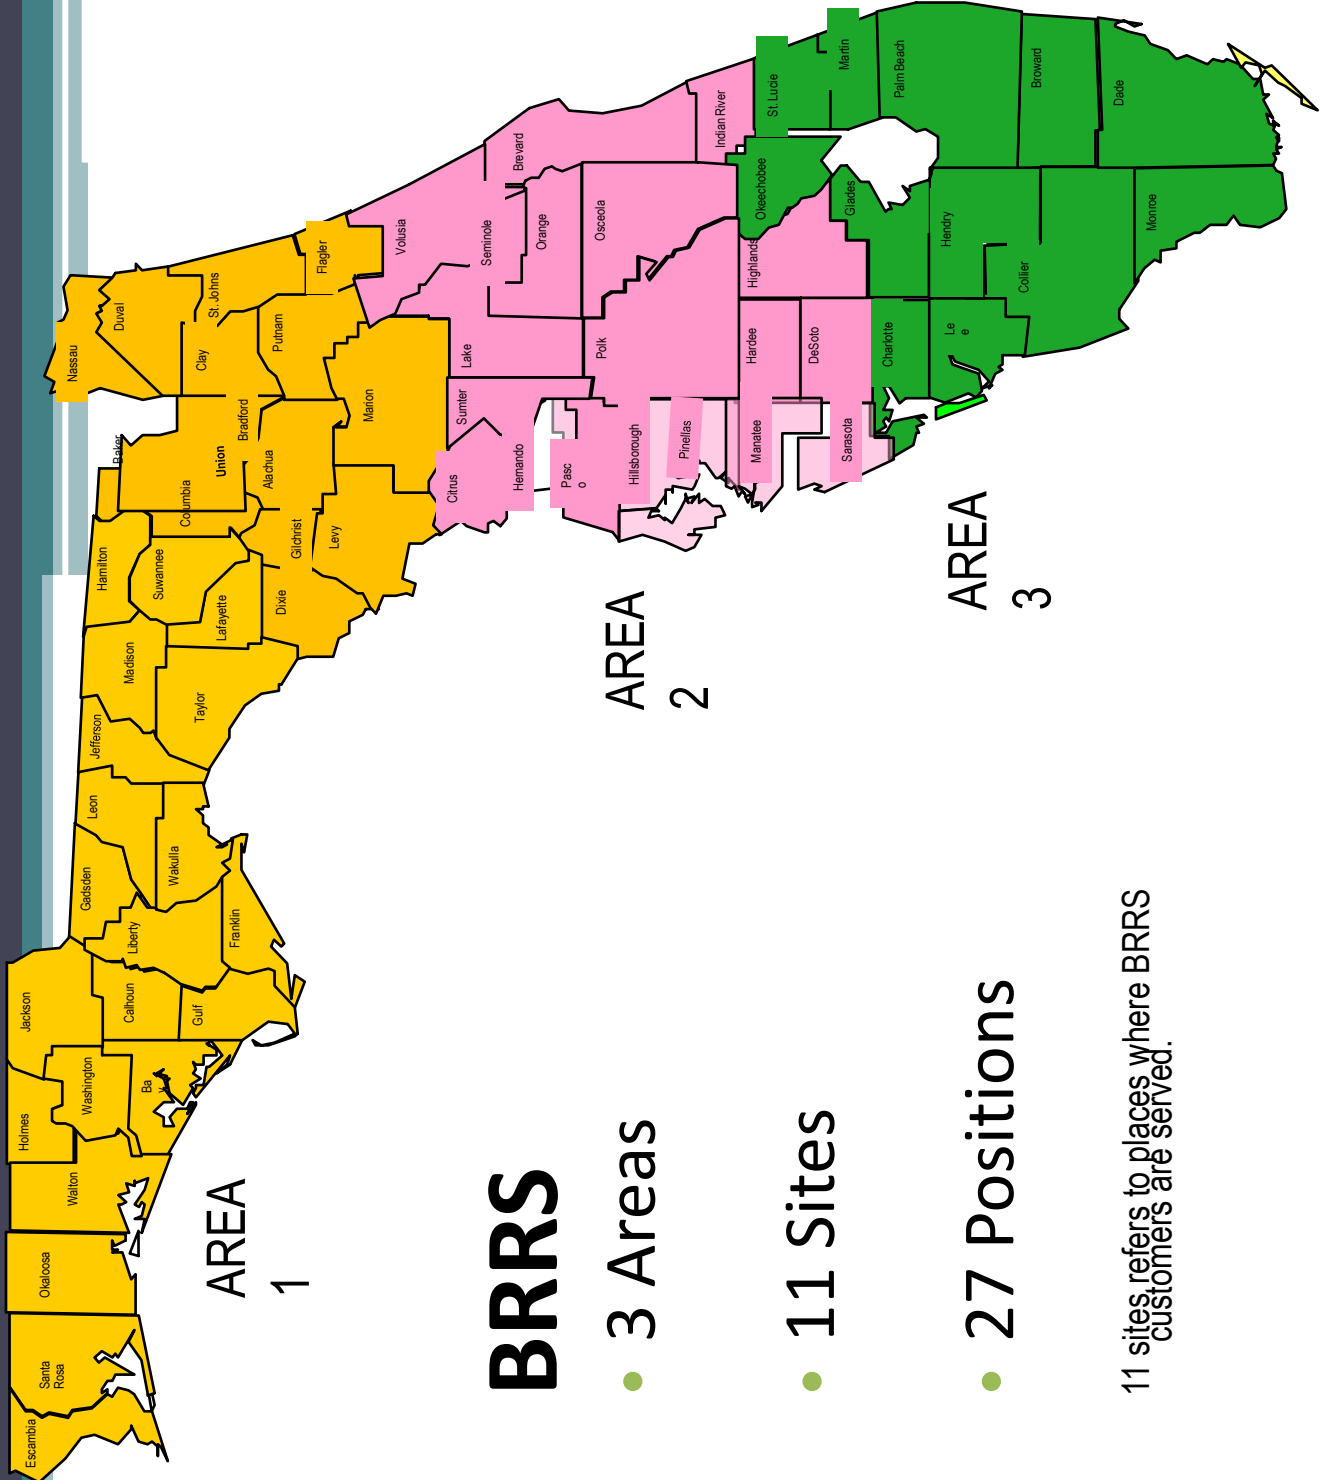 Escambia
Santa
Rosa
Okaloosa
Walton
Holmes
Washington
Ba
y
Jackson
Calhoun
Gulf
Liberty
Gadsden
Franklin
Wakulla
Leon
Jefferson
Madison
Taylor
Hamilton
Suwannee
Lafayette
Dixie
Columbia
Baker
Union
Bradford
Alachua
Gilchrist
Levy
Nassau
Duval
Clay
St. Johns
Putnam
Flagler
Marion
Volusia
Lake
Sumter
Citrus
Hernando
Seminole
Orange
Brevard
Osceola
Polk
Pasc
o
Hillsborough
Pinellas
Indian River
Highlands
Hardee
Manatee
DeSoto
Sarasota
Okeechobee
St. Lucie
Martin
Glades
Charlotte
Palm Beach
Hendry
Le
e
Collier
Broward
Dade
Monroe
AREA
1
AREA
2
AREA
3
BRRS
• 3 Areas
• 11 Sites
• 27 Positions
11 sites refers to places where BRRS
customers are served.